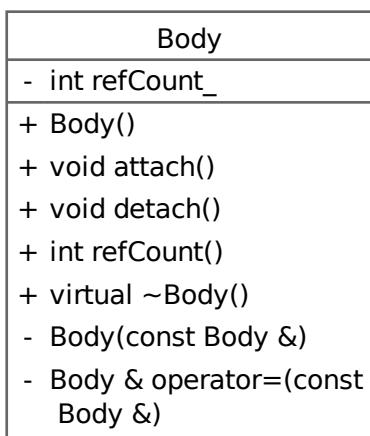 Body
- int refCount_
+ Body()
+ void attach()
+ void detach()
+ int refCount()
+ virtual ~Body()
- Body(const Body &)
- Body & operator=(const
Body &)